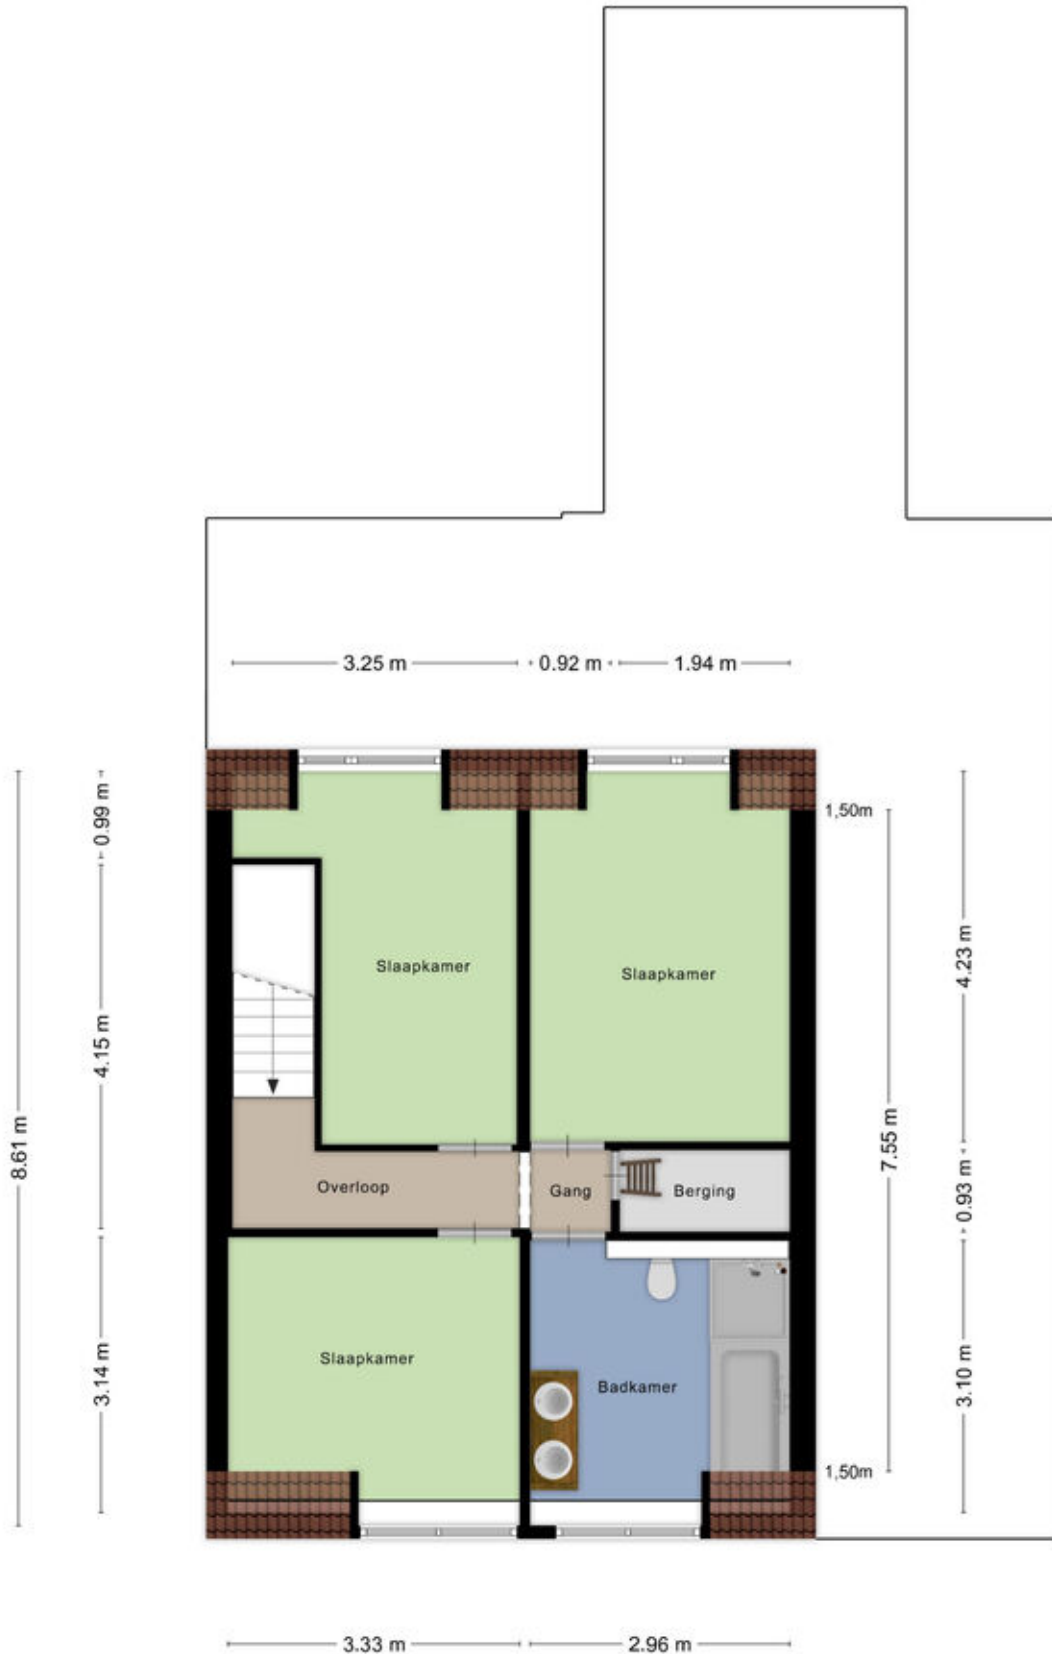 3.25 m
0.92 m
1.94 m
0.99 m
1,50m
4.23 m
Slaapkamer
Slaapkamer
4.15 m
8.61 m
7.55 m
Overloop
Gang
Berging
0.93 m
Slaapkamer
Badkamer
3.14 m
3.10 m
1,50m
3.33 m
2.96 m